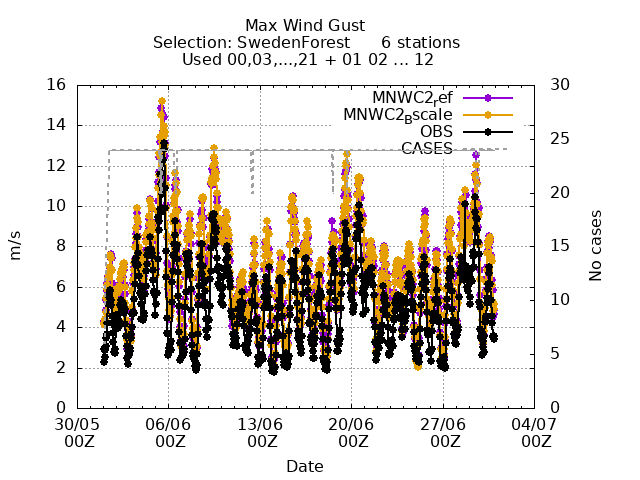 Max Wind Gust
Selection: SwedenForest 6 stations
Used 00,03,...,21 + 01 02 ... 12
16 30
MNWC2ref
14 MNWC2Bscale 25
OBS
CASES
12
20
10
8 15
m/s No cases
6
10
4
5
2
0 0
30/05 06/06 13/06 20/06 27/06 04/07
00Z 00Z 00Z 00Z 00Z 00Z
Date